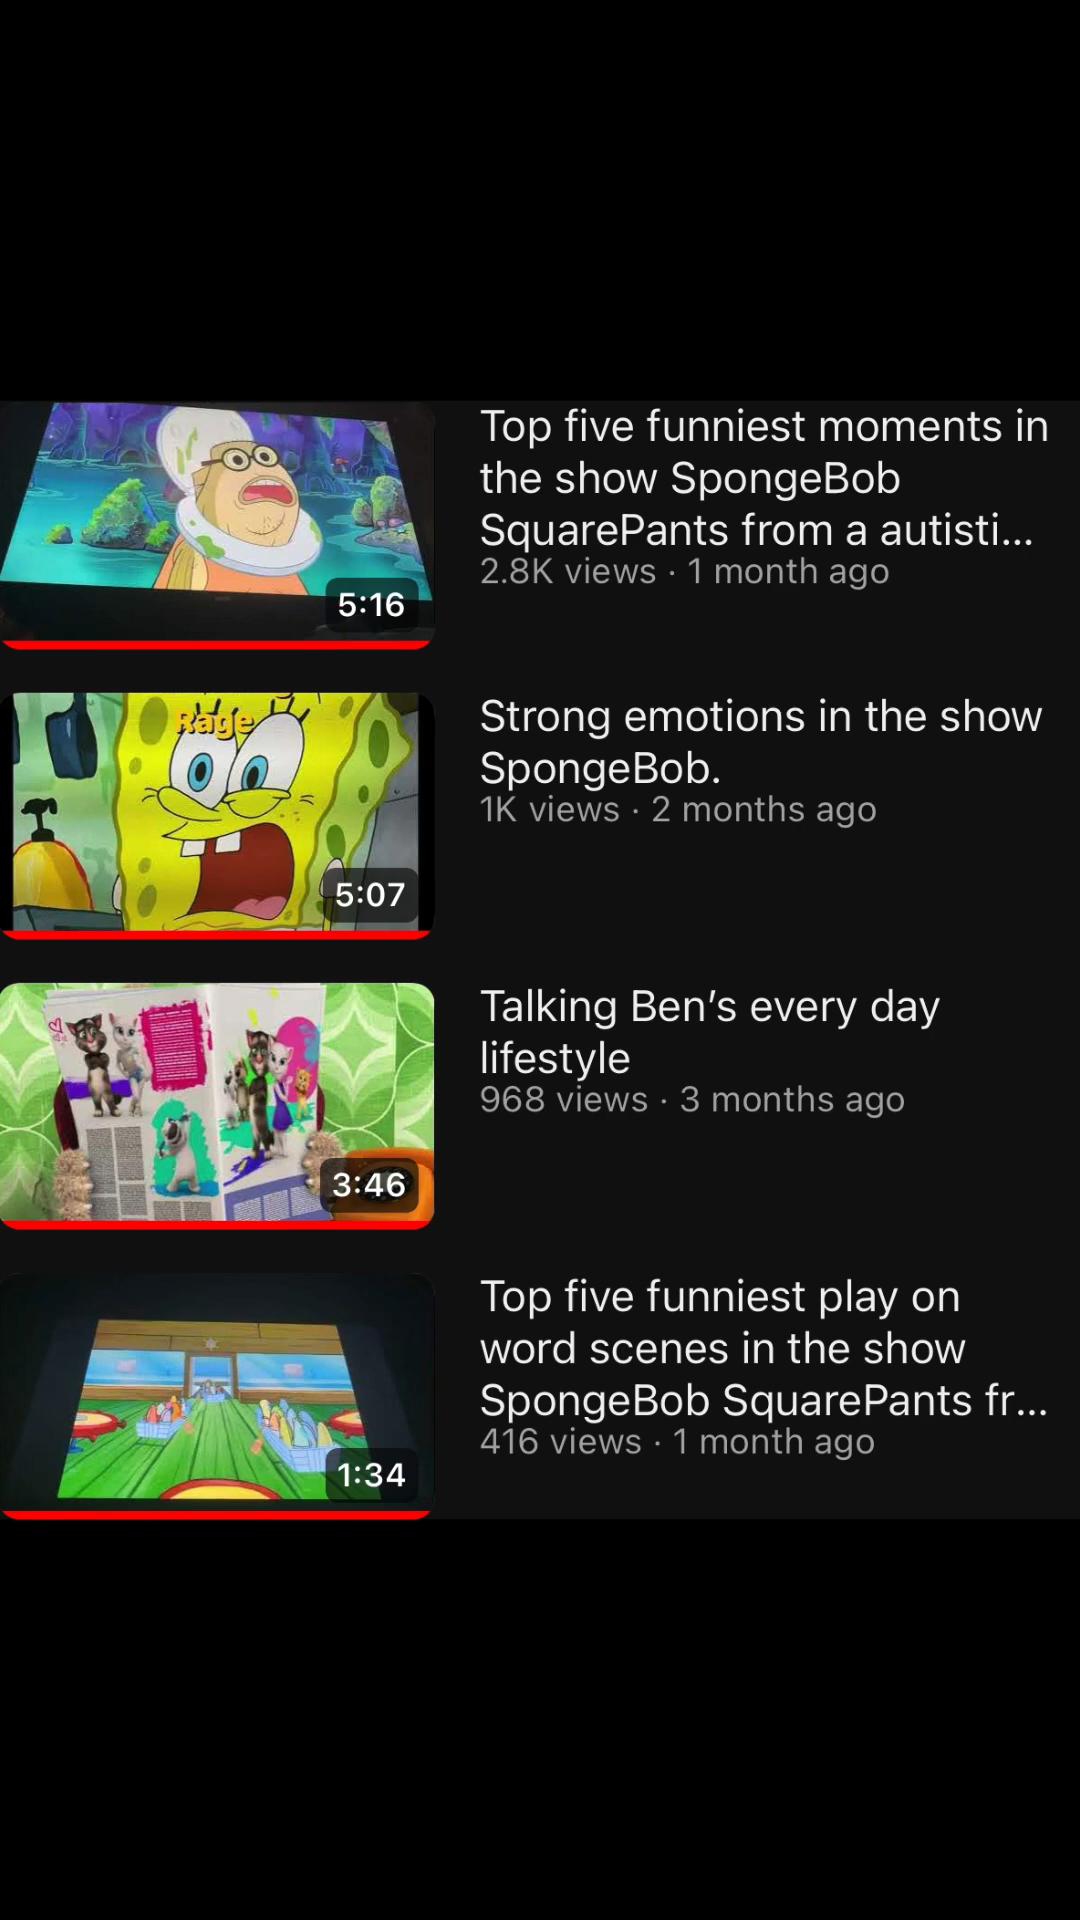 Top five funniest moments in
the show SpongeBob
SquarePants from a autisti...
2.8K views · 1 month ago
5:16
Rage
Strong emotions in the show
SpongeBob.
1K views · 2 months ago
5:07
Talking Ben’s every day
lifestyle
968 views · 3 months ago
3:46
Top five funniest play on
word scenes in the show
SpongeBob SquarePants fr...
416 views · 1 month ago
1:34